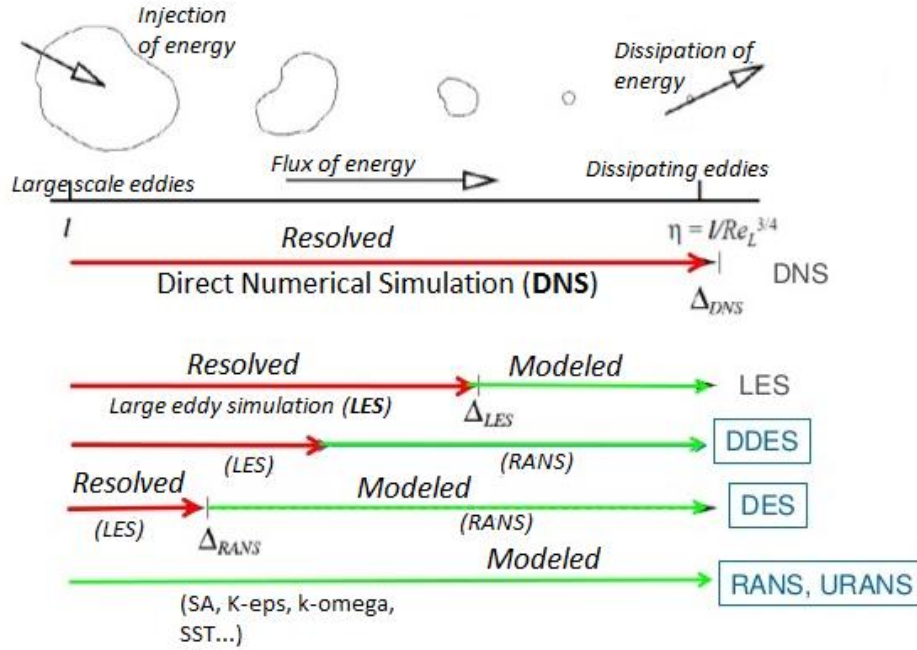 Injection
of energy
Dissipation of
energy
Flux of energy
Large scale eddies
Dissipating eddies
l
η = l/Re_L^3/4
Resolved
Direct Numerical Simulation (DNS)
Δ_DNS
DNS
Resolved
Modeled
Large eddy simulation (LES)
Δ_LES
LES
(LES)
(RANS)
DDES
Resolved
Modeled
(LES)
Δ_RANS
(RANS)
DES
Modeled
(SA, K-eps, k-omega,
SST...)
RANS, URANS